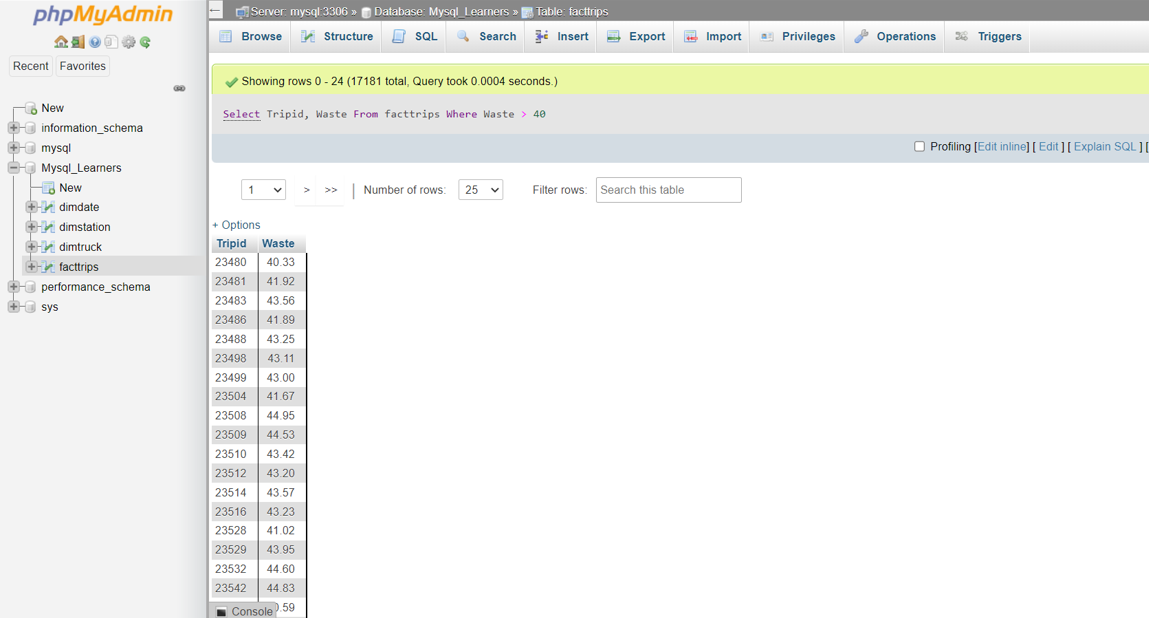 phpMyAdmin
Recent Favorites
New
information_schema
mysql
Mysql_Learners
New
dimdate
dimstation
dimtruck
facttrips
performance_schema
sys
Server: mysql:3306 » Database: Mysql_Learners » Table: facttrips
Browse Structure SQL Search Insert Export Import Privileges Operations Triggers
Showing rows 0 - 24 (17181 total, Query took 0.0004 seconds.)
Select Tripid, Waste From facttrips Where Waste > 40
Profiling [Edit inline] [ Edit ] [ Explain SQL ] [
1 > >> | Number of rows: 25 Filter rows: Search this table
+ Options
Tripid Waste
23480 40.33
23481 41.92
23483 43.56
23486 41.89
23488 43.25
23498 43.11
23499 43.00
23504 41.67
23508 44.95
23509 44.53
23510 43.42
23512 43.20
23514 43.57
23516 43.23
23528 41.02
23529 43.95
23532 44.60
23542 44.83
Console